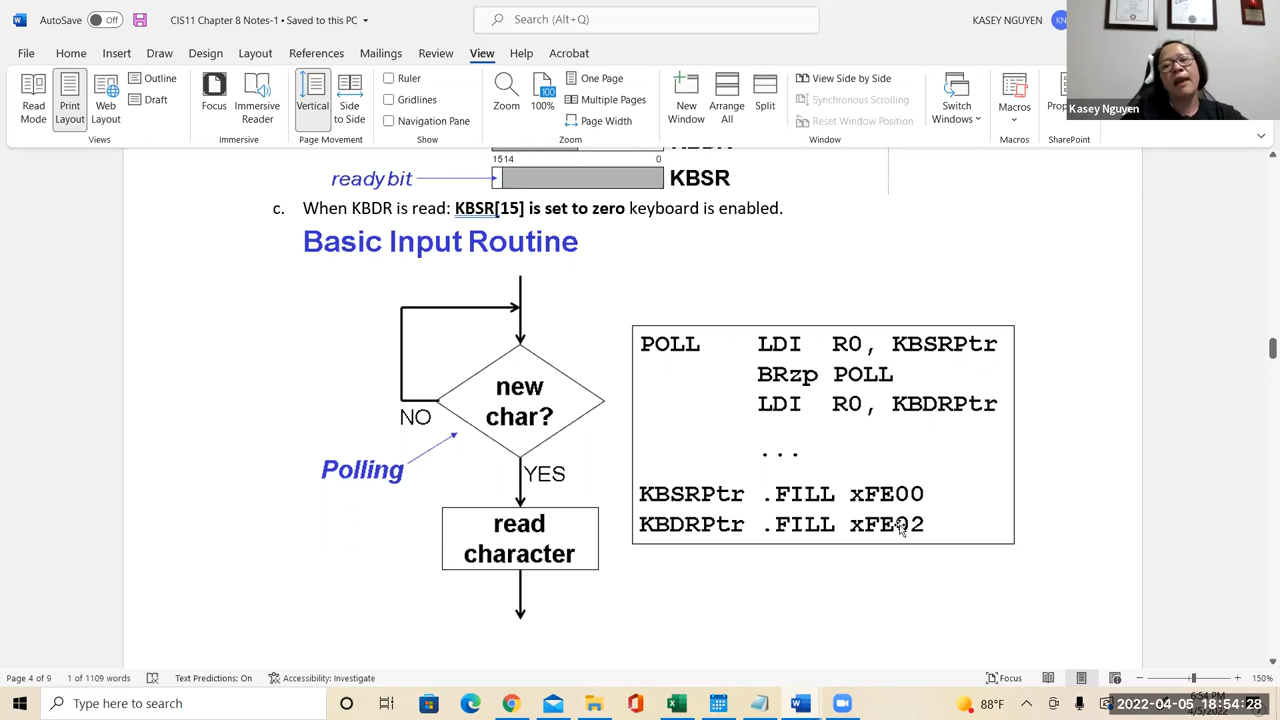 AutoSave Off CIS11 Chapter 8 Notes-1 • Saved to this PC Search (Alt+Q) KASEY NGUYEN KN
File Home Insert Draw Design Layout References Mailings Review View Help Acrobat
Read Mode
Print Layout
Web Layout
Outline
Draft
Views
Focus
Immersive Reader
Immersive
Vertical
Side to Side
Page Movement
Ruler
Gridlines
Navigation Pane
Show
Zoom
100
100%
One Page
Multiple Pages
Page Width
Zoom
New Window
Arrange All
Split
View Side by Side
Synchronous Scrolling
Reset Window Position
Window
Switch Windows
Macros
Macros
SharePoint
Kasey Nguyen
15 14 0
ready bit KBSR
c. When KBDR is read: KBSR[15] is set to zero keyboard is enabled.
Basic Input Routine
new
char?
NO
Polling
YES
read
character
POLL LDI R0, KBSRPtr
BRzp POLL
LDI R0, KBDRPtr
...
KBSRPtr .FILL xFE00
KBDRPtr .FILL xFE02
Page 4 of 9 1 of 1109 words Text Predictions: On Accessibility: Investigate Focus 150%
Type here to search 88°F 6:54 PM
2022-04-05 18:54:28